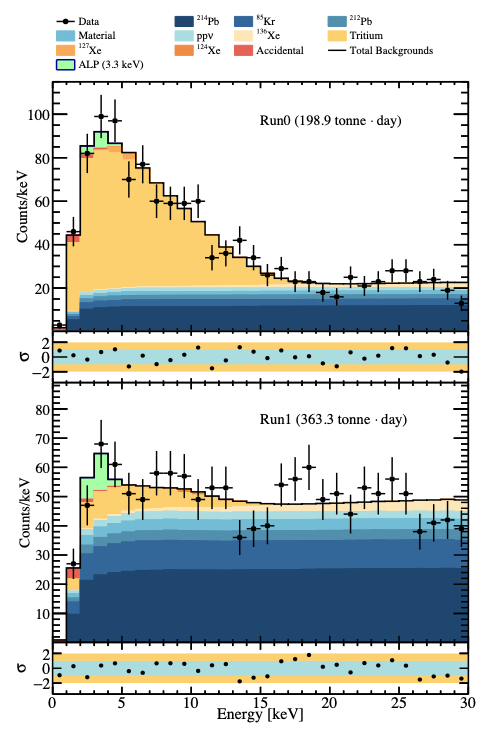 Data ²¹⁴Pb ⁸⁵Kr ²¹²Pb
Material ppν ¹³⁶Xe Tritium
¹²⁷Xe ¹²⁴Xe Accidental Total Backgrounds
ALP (3.3 keV)
Run0 (198.9 tonne · day)
Counts/keV
100
80
60
40
20
σ
2
0
−2
Run1 (363.3 tonne · day)
Counts/keV
80
70
60
50
40
30
20
10
σ
2
0
−2
0 5 10 15 20 25 30
Energy [keV]